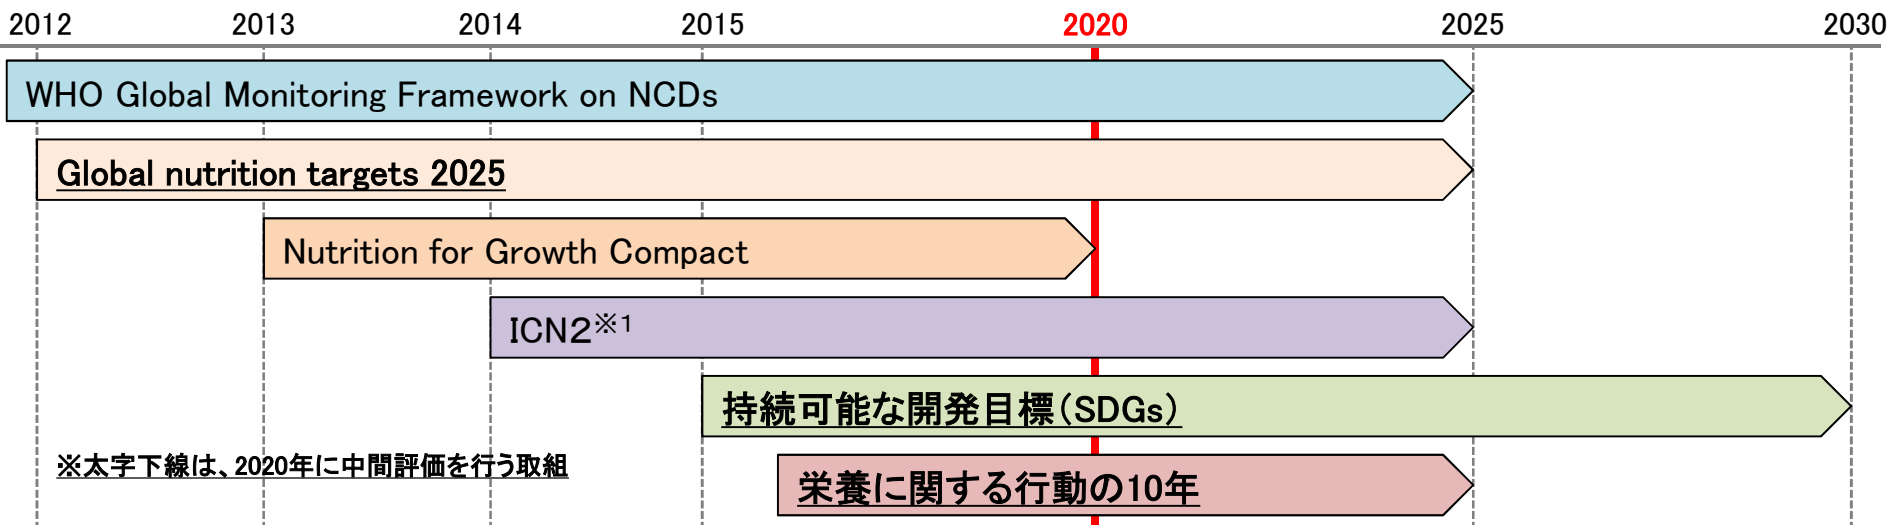 2012 2013 2014 2015 2020 2025 2030
WHO Global Monitoring Framework on NCDs
Global nutrition targets 2025
Nutrition for Growth Compact
ICN2※1
持続可能な開発目標（SDGs）
※太字下線は、2020年に中間評価を行う取組
栄養に関する行動の10年